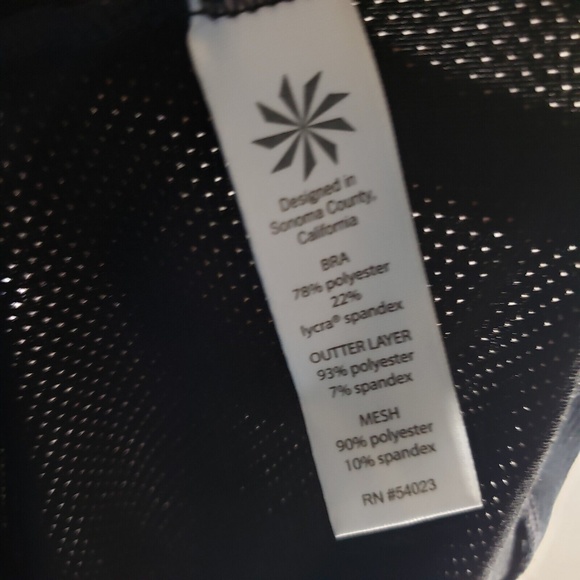 Designed in
Sonoma County,
California
BRA
78% polyester
22%
lycra® spandex
OUTTER LAYER
93% polyester
7% spandex
MESH
90% polyester
10% spandex
RN #54023